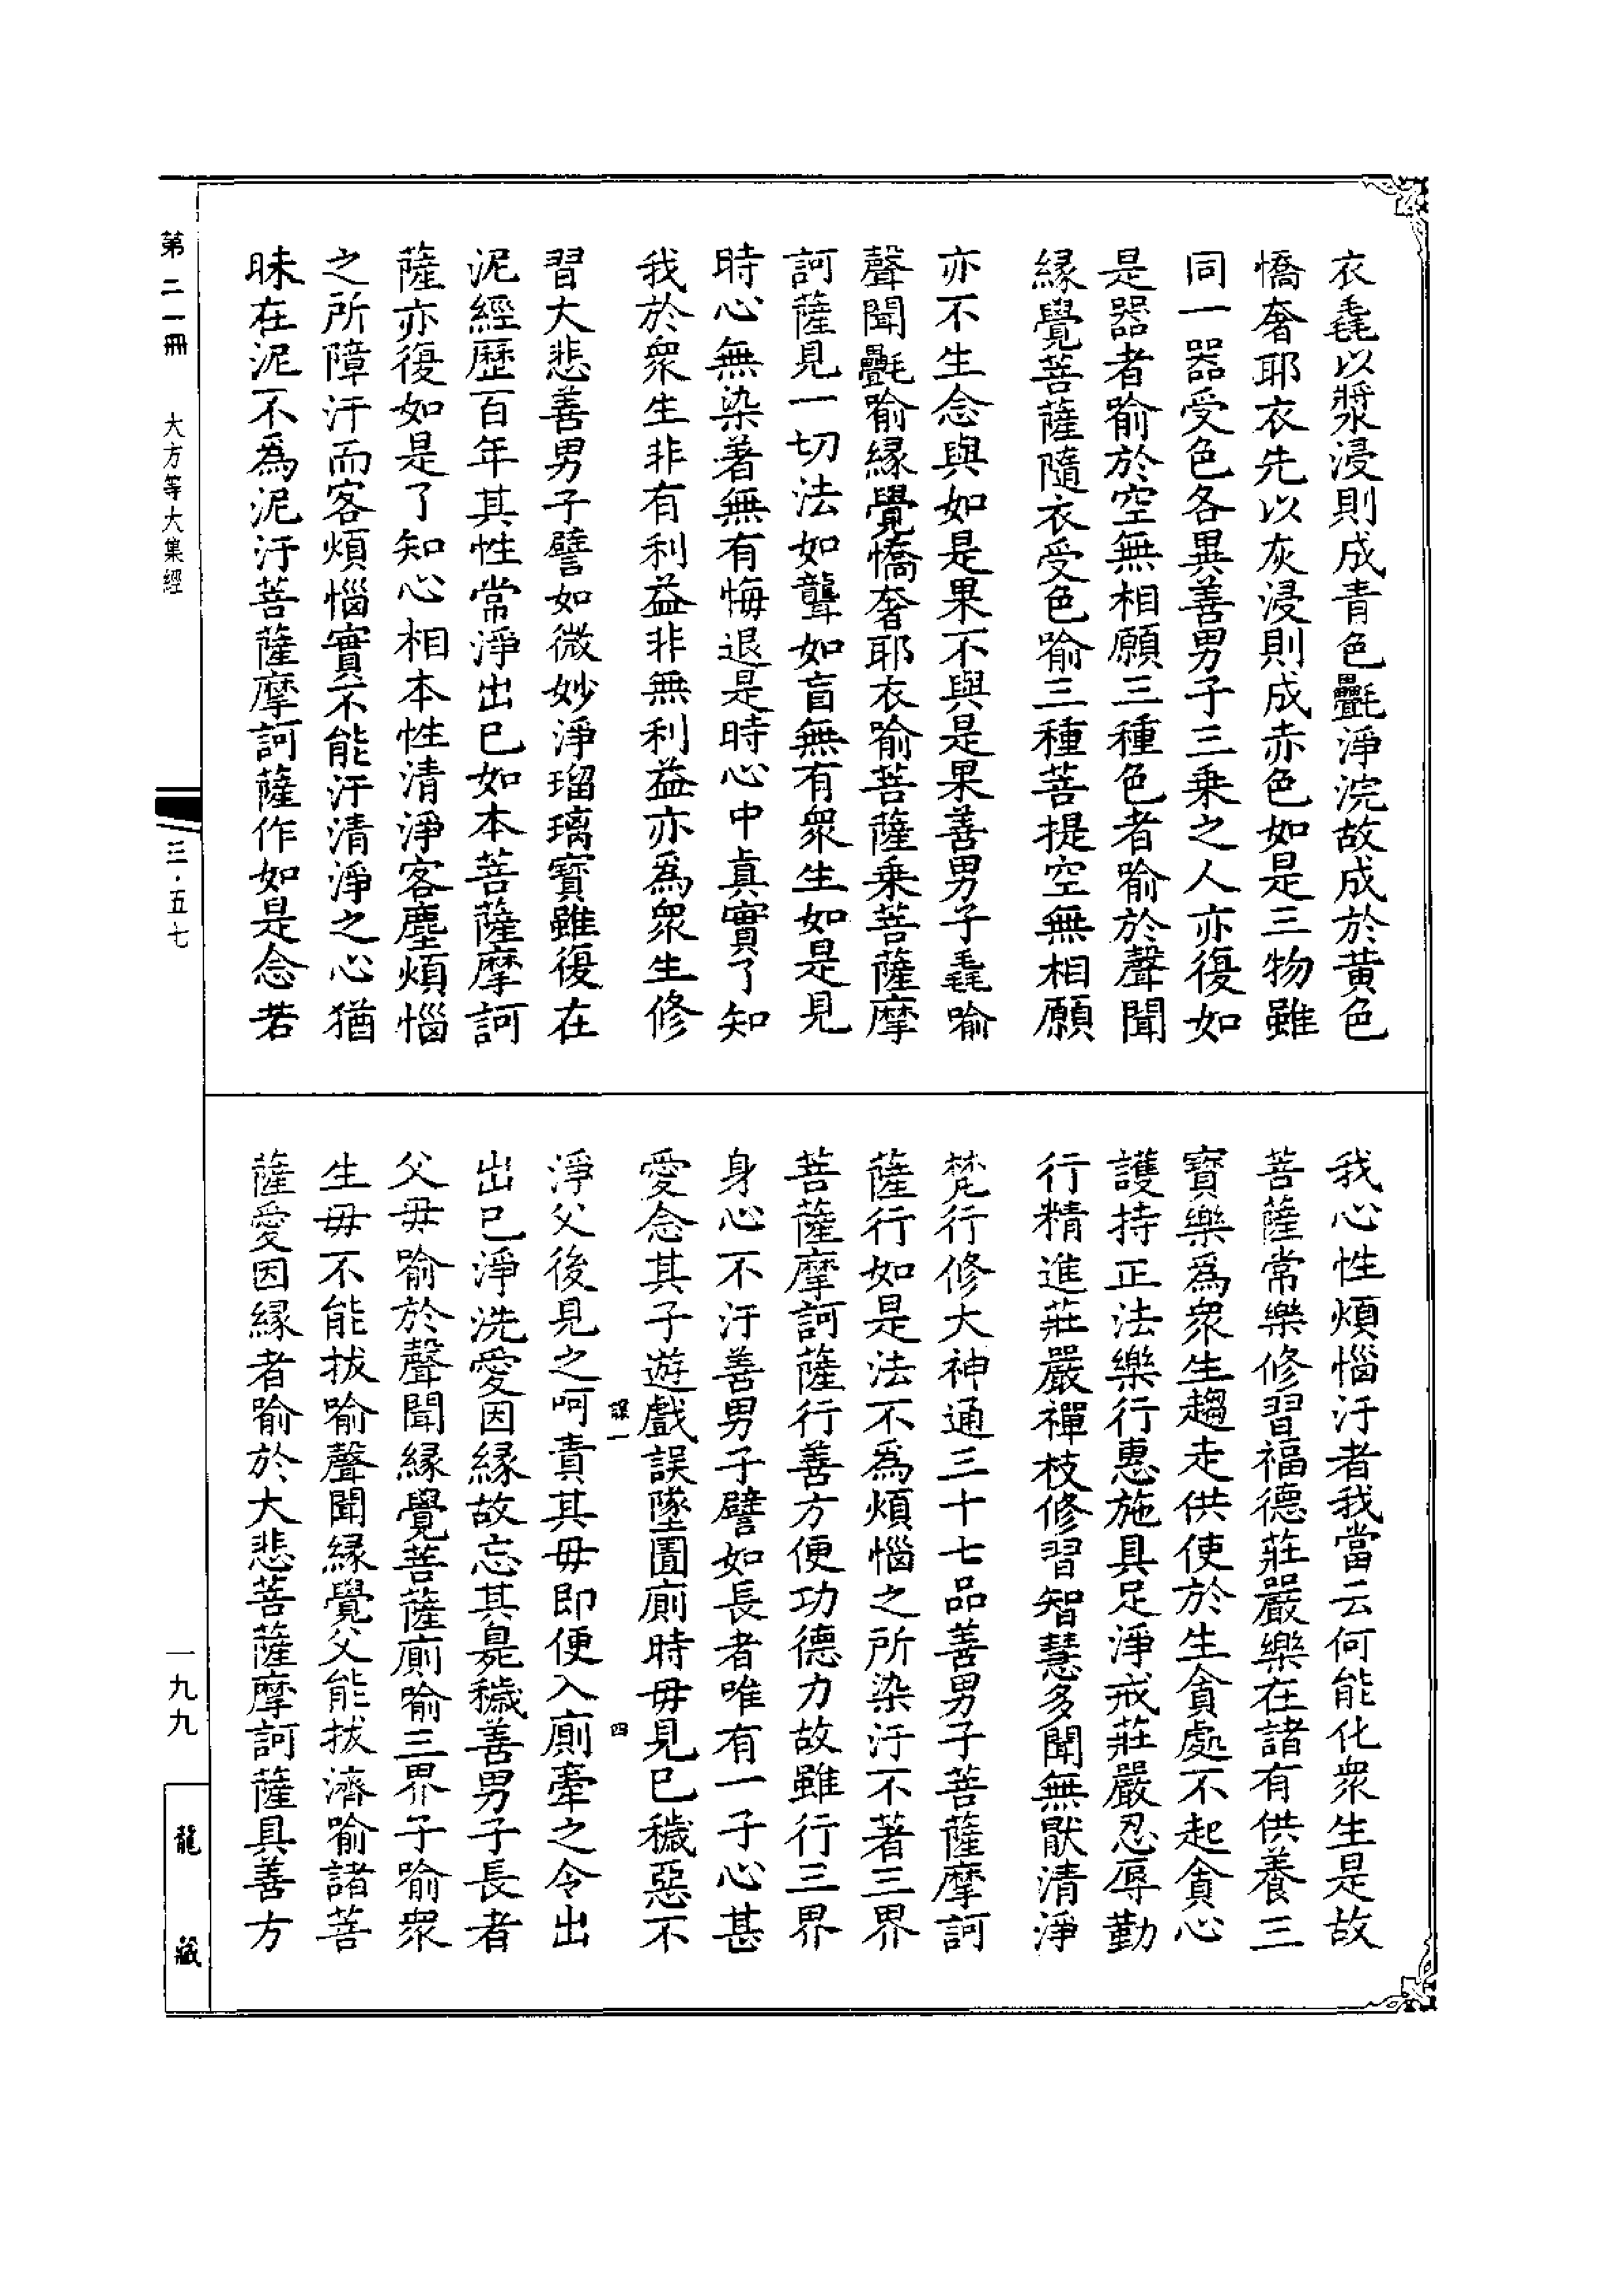 衣毳以漿浸則成青色㲲淨浣故成於黄色
憍奢耶衣先以灰浸則成赤色如是三物雖
同一器受色各異善男子三乗之人亦復如
是器者喻於空無相願三種色者喻於聲聞
縁覺菩薩隨衣受色喻三種菩提空無相願
亦不生念與如是果不與是果善男子毳喻
聲聞㲲喻縁覺憍奢耶衣喻菩薩乗菩薩摩
訶薩見一切法如聾如盲無有衆生如是見
時心無染著無有悔退是時心中真實了知
我於衆生非有利益非無利益亦爲衆生修
習大悲善男子譬如微妙淨瑠璃寶雖復在
泥經歷百年其性常淨出已如本菩薩摩訶
薩亦復如是了知心相本性清淨客塵煩惱
之所障汙而客煩惱實不能汙清淨之心猶
昧在泥不爲泥汙菩薩摩訶薩作如是念若
我心性煩惱汙者我當云何能化衆生是故
菩薩常樂修習福德莊嚴樂在諸有供養三
寶樂爲衆生趨走供使於生貪處不起貪心
護持正法樂行惠施具足淨戒莊嚴忍辱勤
行精進莊嚴禪枝修習智慧多聞無猒清淨
梵行修大神通三十七品善男子菩薩摩訶
薩行如是法不爲煩惱之所染汙不著三界
菩薩摩訶薩行善方便功德力故雖行三界
身心不汙善男子譬如長者唯有一子心甚
愛念其子遊戲誤墜圊廁時毋見已穢惡不
淨父後見之呵責其毋即便入廁牽之令出
出已淨洗愛因縁故忘其臰穢善男子長者
父毋喻於聲聞縁覺菩薩廁喻三界子喻衆
生毋不能拔喻聲聞縁覺父能拔濟喻諸菩
薩愛因縁者喻於大悲菩薩摩訶薩具善方
四
第二一冊 大方等大集經
三·五七
一九九
龍藏